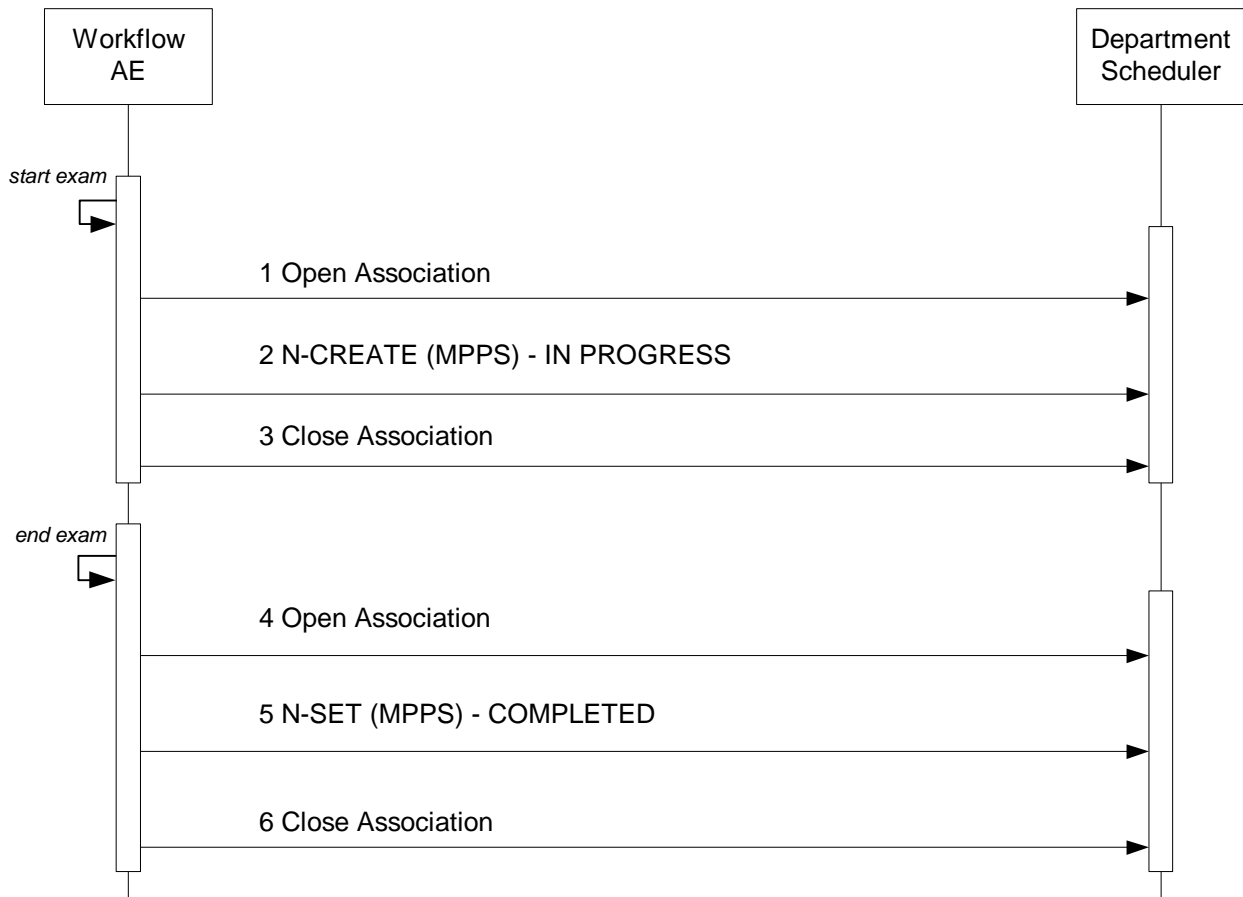 Workflow
AE
Department
Scheduler
start exam
1 Open Association
2 N-CREATE (MPPS) - IN PROGRESS
3 Close Association
end exam
4 Open Association
5 N-SET (MPPS) - COMPLETED
6 Close Association